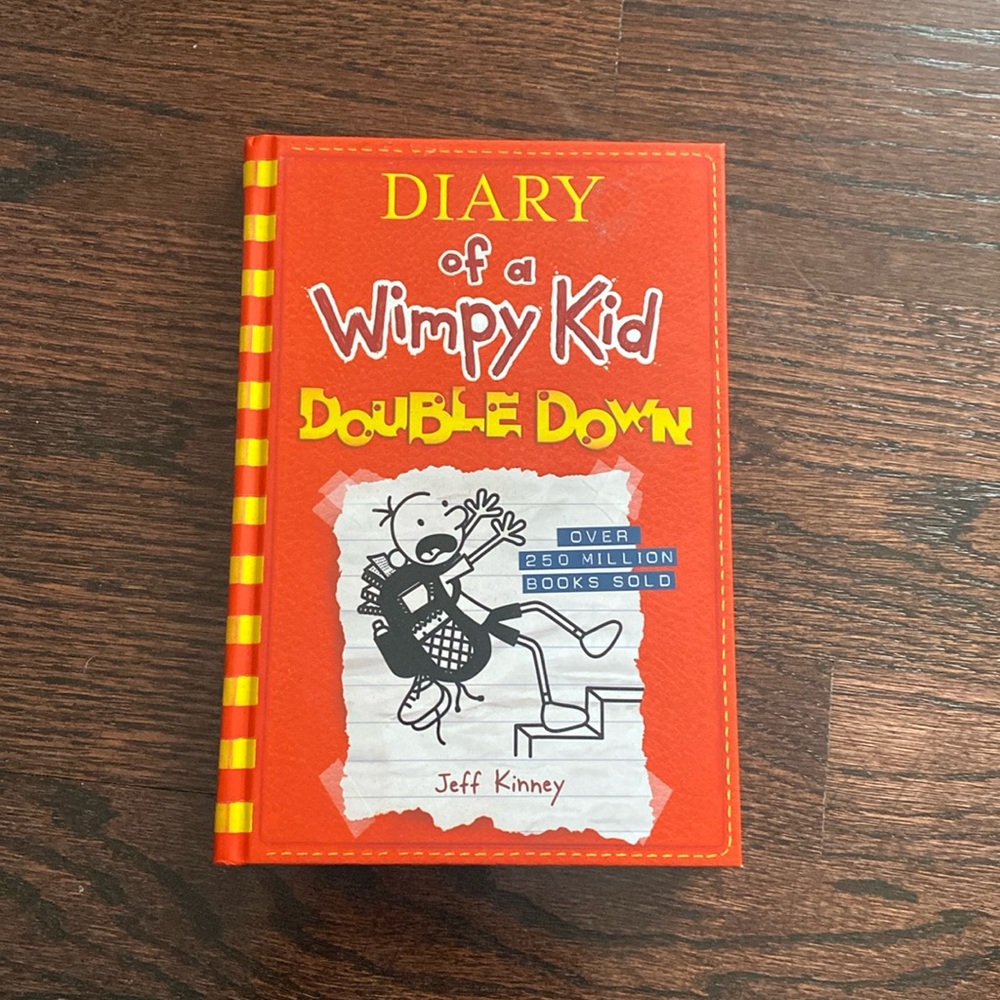 DIARY
of a
Wimpy Kid
DOUBLE DOWN
OVER
250 MILLION
BOOKS SOLD
Jeff Kinney